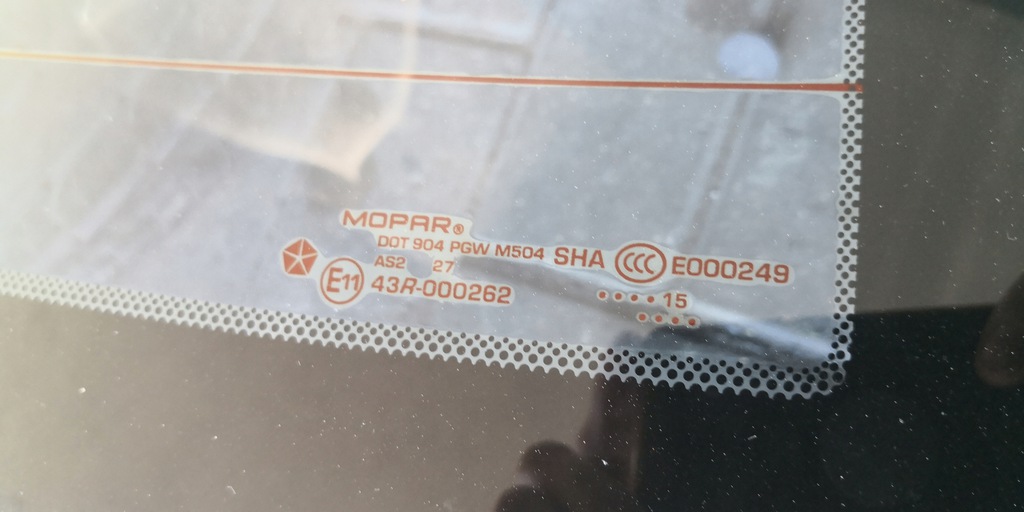 MOPAR®
DOT 904 PGW M504 SHA CCC E000249
AS2 27
E11 43R-000262
•••• 15
••••